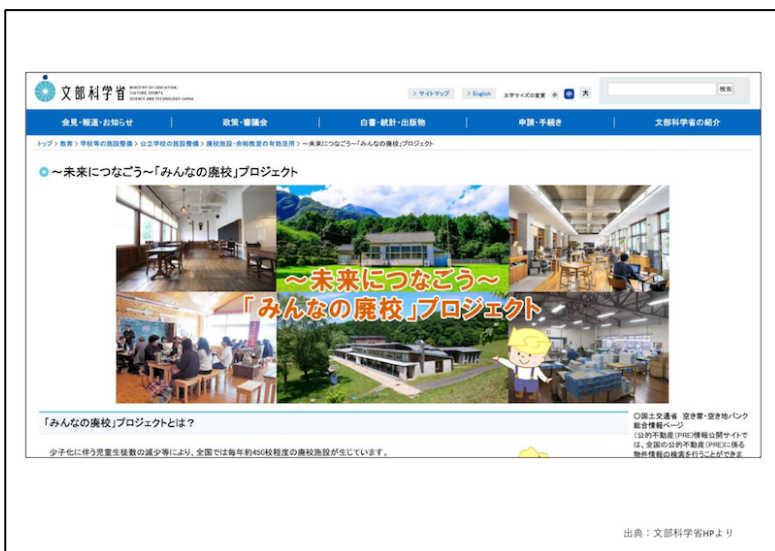 文部科学省
MINISTRY OF EDUCATION,
CULTURE, SPORTS,
SCIENCE AND TECHNOLOGY-JAPAN
> サイトマップ > English 文字サイズの変更 小 中 大 検索
会見・報道・お知らせ 政策・審議会 白書・統計・出版物 申請・手続き 文部科学省の紹介
トップ > 教育 > 学校等の施設整備 > 公立学校の施設整備 > 廃校施設・余裕教室の有効活用 > ～未来につなごう～「みんなの廃校」プロジェクト
～未来につなごう～「みんなの廃校」プロジェクト
～未来につなごう～
「みんなの廃校」プロジェクト
「みんなの廃校」プロジェクトとは？
少子化に伴う児童生徒数の減少等により、全国では毎年約450校程度の廃校施設が生じています。
〇国土交通省 空き家・空き地バンク
総合情報ページ
(公的不動産(PRE)情報公開サイトで
は、全国の公的不動産(PRE)に係る
物件情報の検索を行うことができま
出典：文部科学省HPより